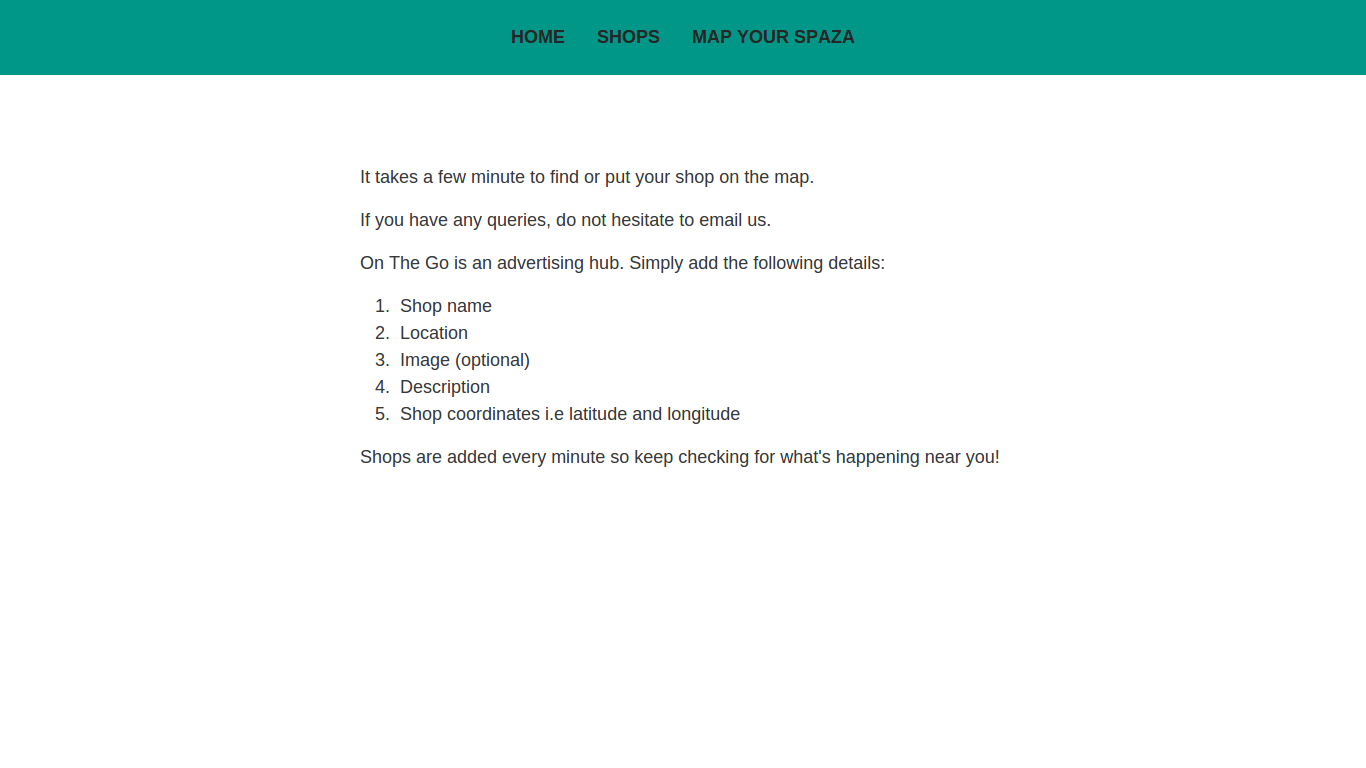 HOME SHOPS MAP YOUR SPAZA
It takes a few minute to find or put your shop on the map.
If you have any queries, do not hesitate to email us.
On The Go is an advertising hub. Simply add the following details:
1. Shop name
2. Location
3. Image (optional)
4. Description
5. Shop coordinates i.e latitude and longitude
Shops are added every minute so keep checking for what's happening near you!